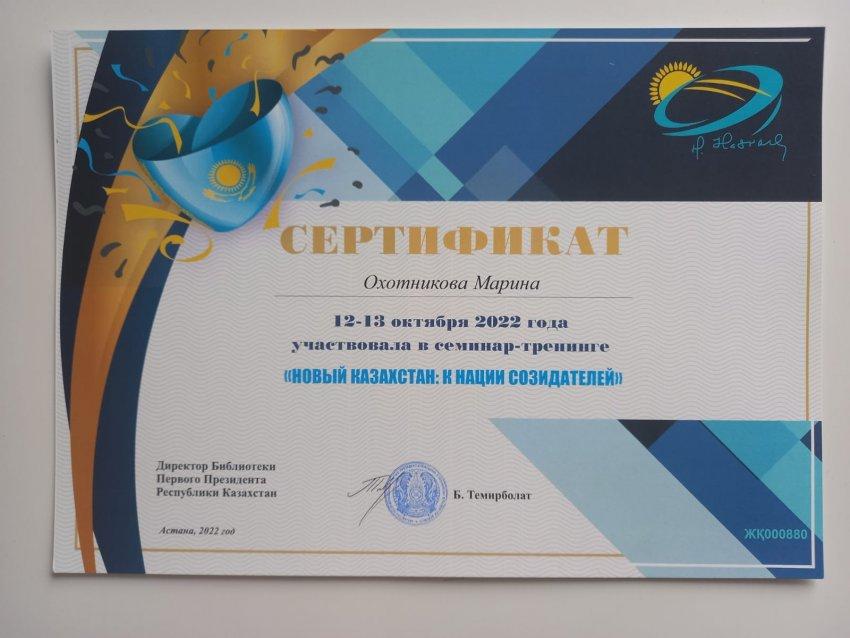 СЕРТИФИКАТ
Охотникова Марина
12-13 октября 2022 года
участвовала в семинар-тренинге
«НОВЫЙ КАЗАХСТАН: К НАЦИИ СОЗИДАТЕЛЕЙ»
Директор Библиотеки
Первого Президента
Республики Казахстан
Б. Темирболат
Астана, 2022 год
ЖҚ000880